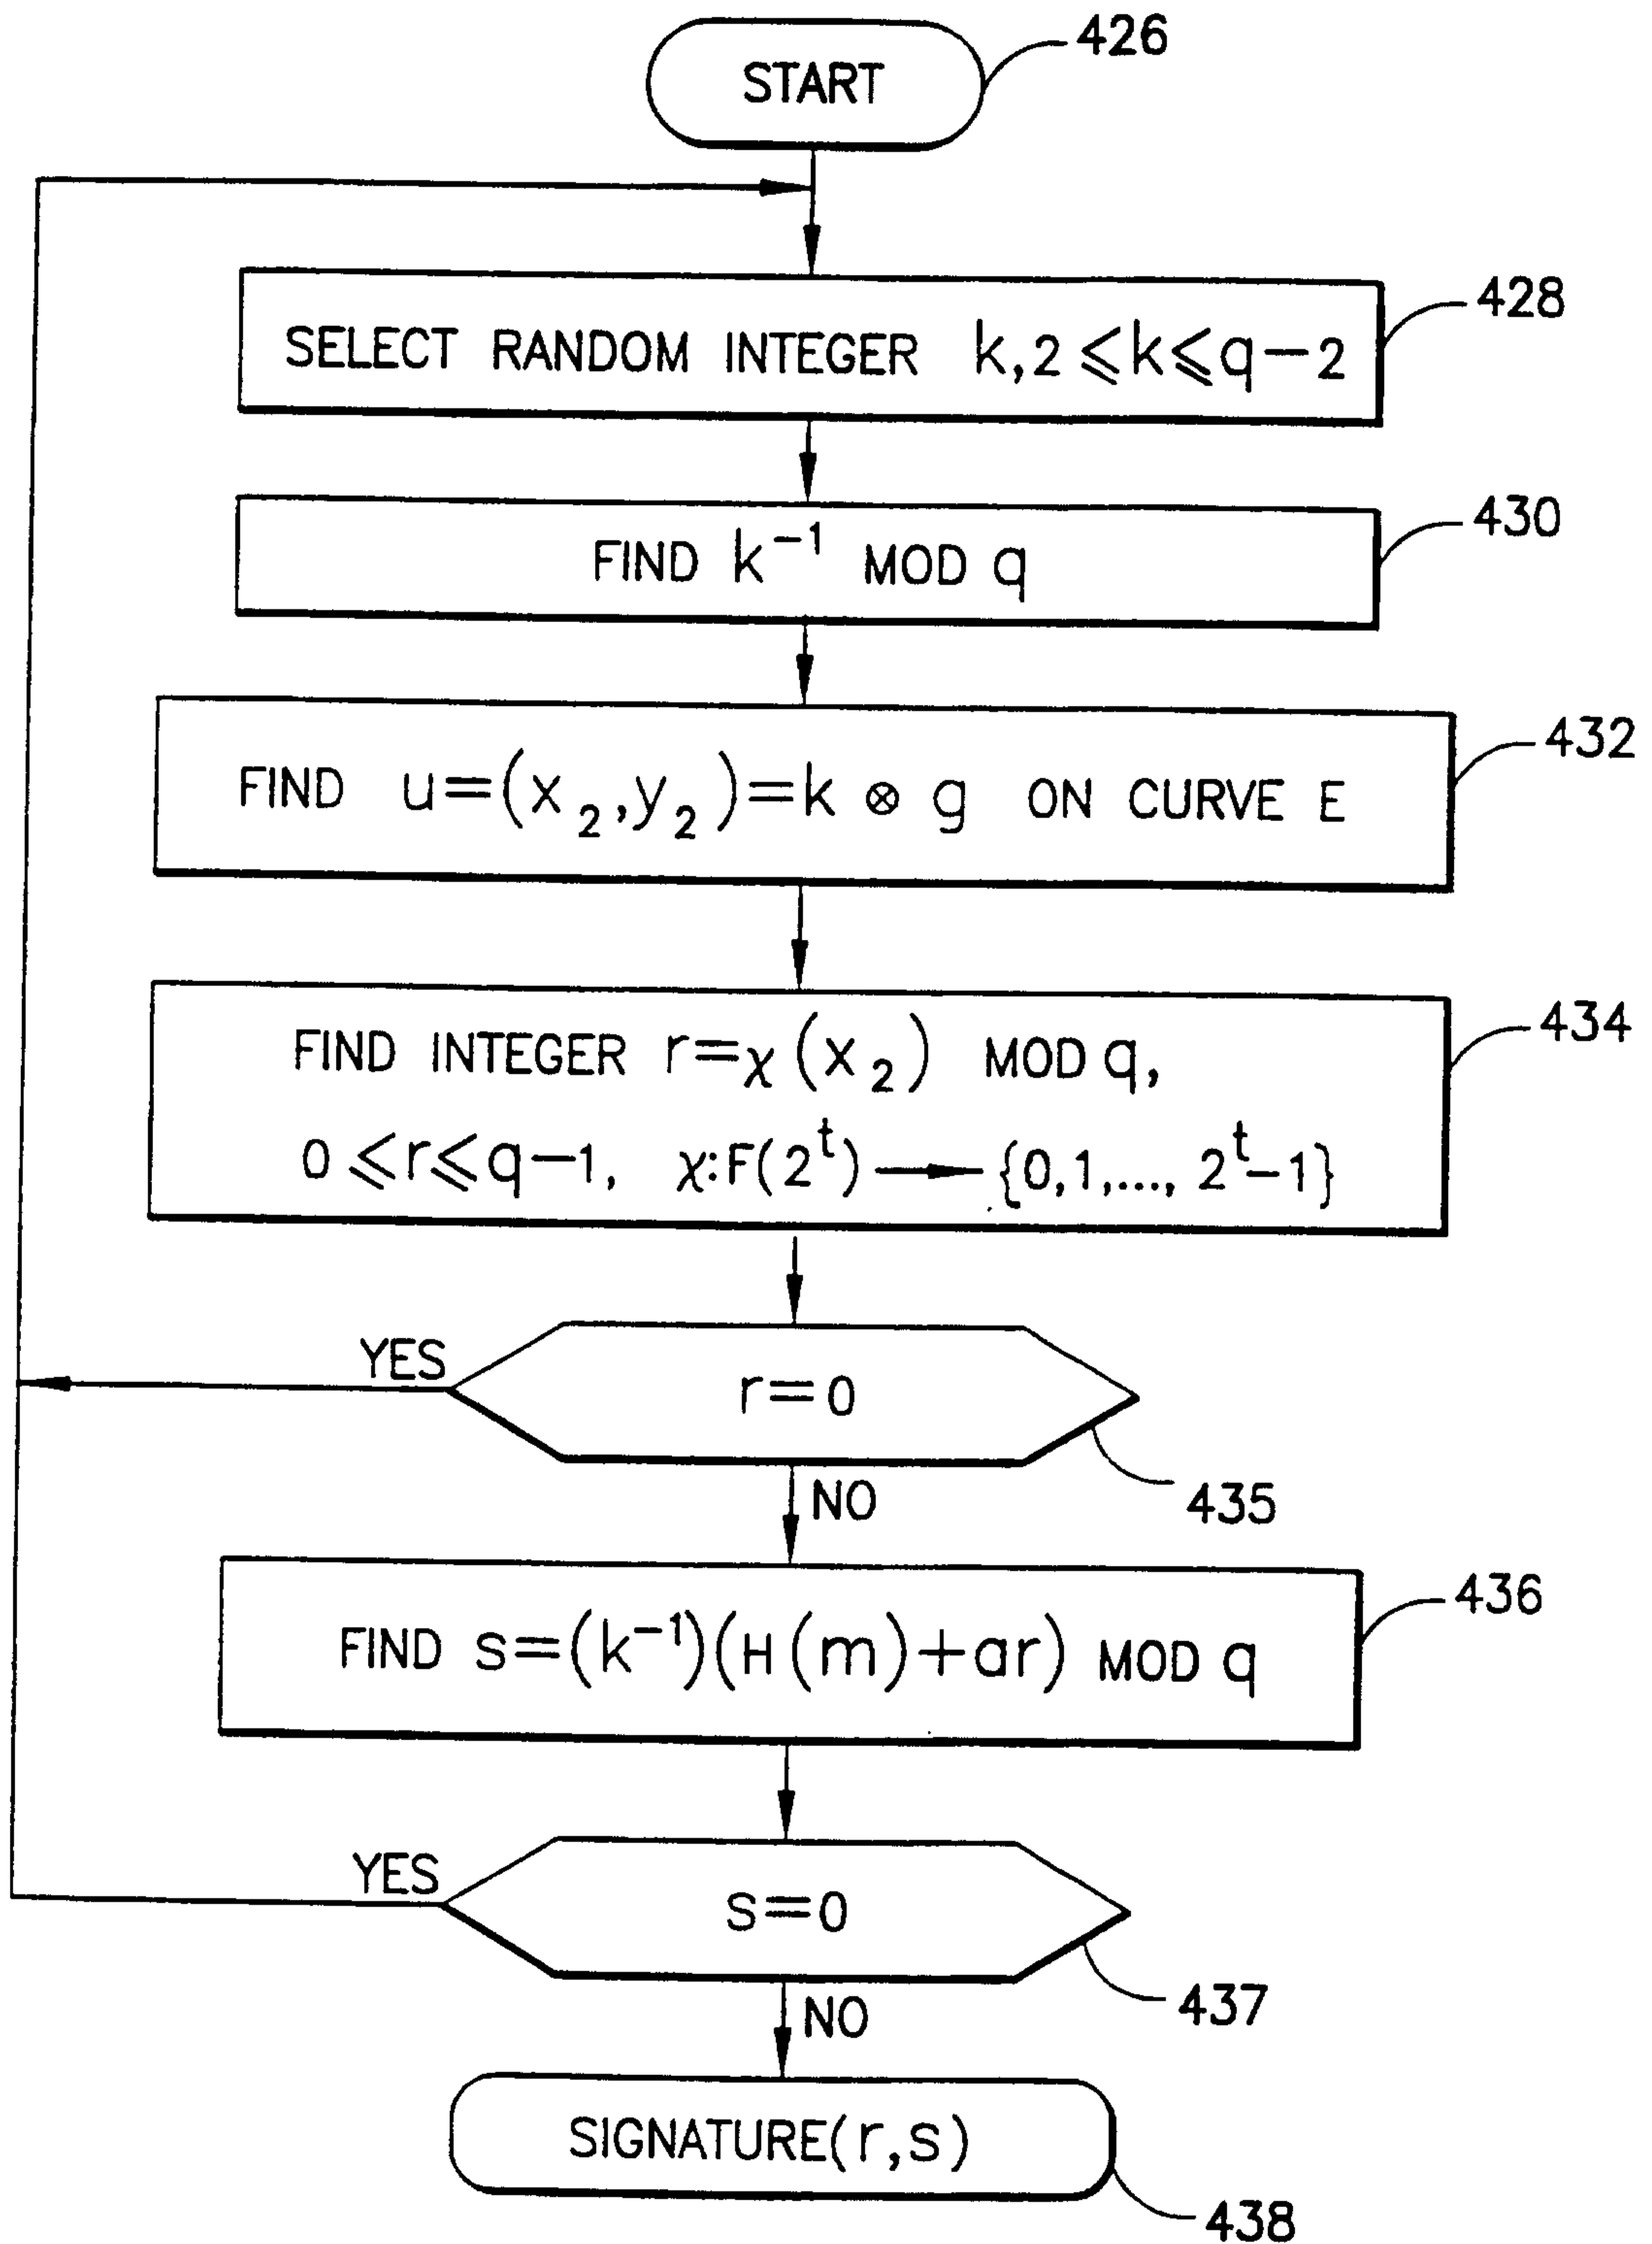 START
426
SELECT RANDOM INTEGER k, 2 ⩽ k ⩽ q−2
428
FIND k⁻¹ MOD q
430
FIND u=(x₂,y₂)=k ⊗ g ON CURVE E
432
FIND INTEGER r=χ(x₂) MOD q,
0 ⩽ r ⩽ q−1, χ:F(2ᵗ) → {0,1,..., 2ᵗ−1}
434
YES
r=0
435
NO
FIND s=(k⁻¹)(H(m)+ar) MOD q
436
YES
s=0
437
NO
SIGNATURE(r,s)
438